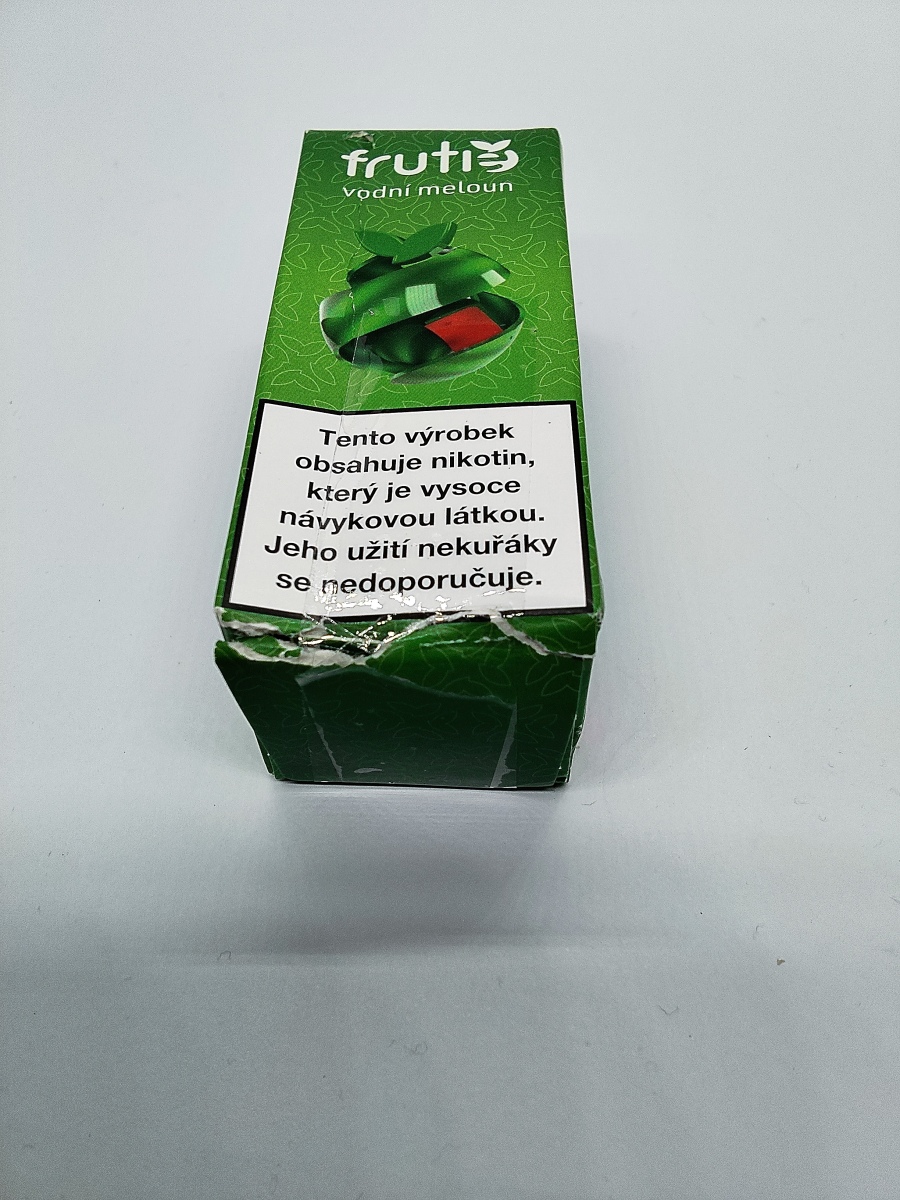 frutie
vodní meloun
Tento výrobek
obsahuje nikotin,
který je vysoce
návykovou látkou.
Jeho užití nekuřáky
se nedoporučuje.